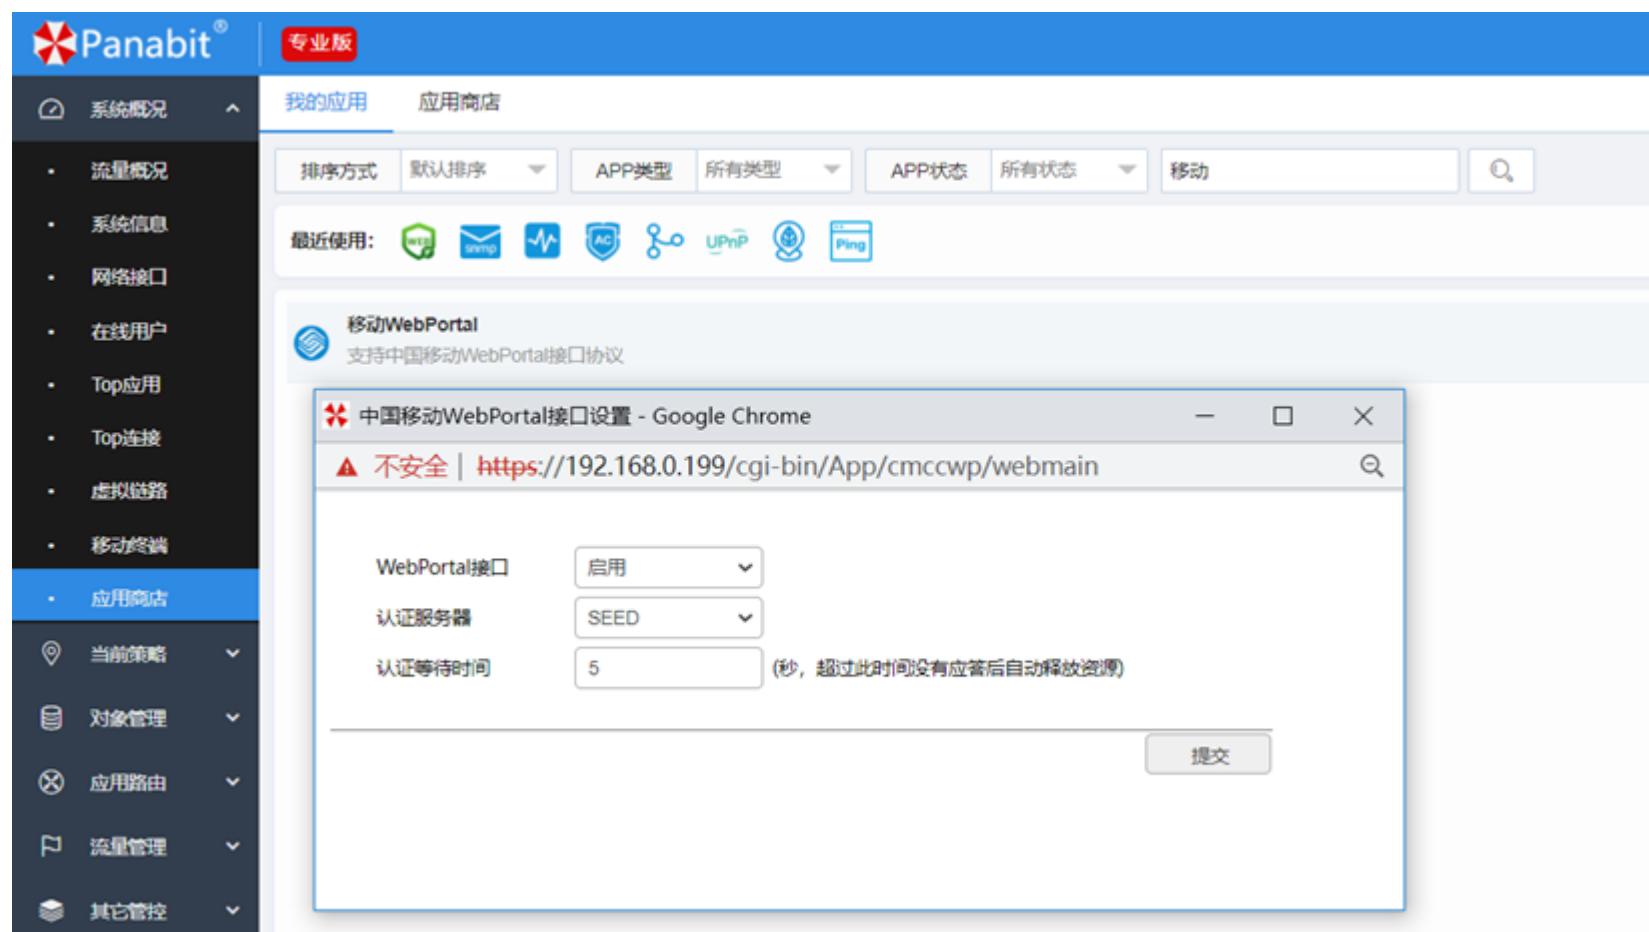 Panabit®
专业版
系统概况
流量概况
系统信息
网络接口
在线用户
Top应用
Top连接
虚拟链路
移动终端
应用商店
当前策略
对象管理
应用路由
流量管理
其它管控
我的应用 应用商店
排序方式 默认排序 APP类型 所有类型 APP状态 所有状态 移动
最近使用: WEB snmp AC UPnP Ping
移动WebPortal
支持中国移动WebPortal接口协议
中国移动WebPortal接口设置 - Google Chrome
不安全 | https://192.168.0.199/cgi-bin/App/cmccwp/webmain
WebPortal接口 启用
认证服务器 SEED
认证等待时间 5 (秒，超过此时间没有应答后自动释放资源)
提交